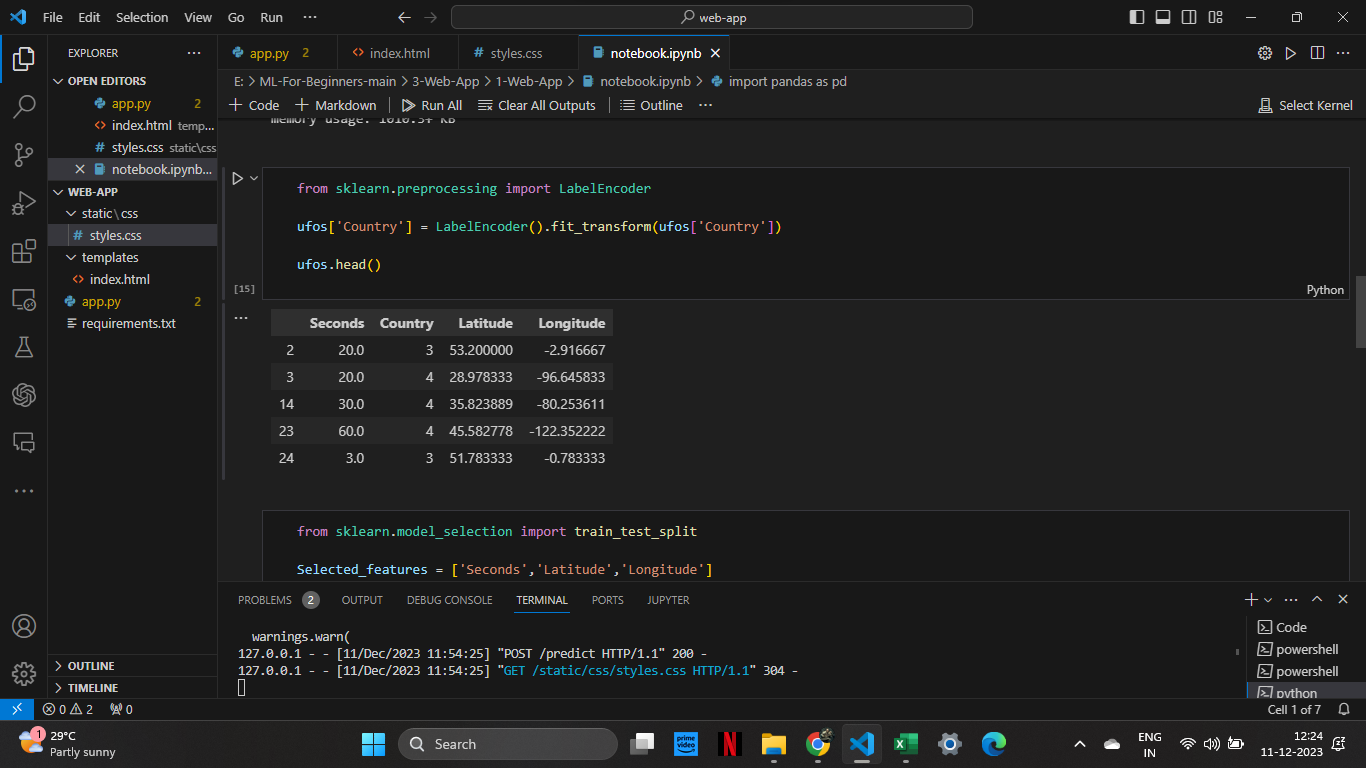 File Edit Selection View Go Run ··· web-app
EXPLORER ···
OPEN EDITORS
app.py 2
index.html temp...
styles.css static\css
notebook.ipynb...
WEB-APP
static\css
styles.css
templates
index.html
app.py 2
requirements.txt
OUTLINE
TIMELINE
app.py 2 index.html styles.css notebook.ipynb
E: > ML-For-Beginners-main > 3-Web-App > 1-Web-App > notebook.ipynb > import pandas as pd
+ Code + Markdown Run All Clear All Outputs Outline ··· Select Kernel
memory usage: 1010.34 KB
from sklearn.preprocessing import LabelEncoder
ufos['Country'] = LabelEncoder().fit_transform(ufos['Country'])
ufos.head()
[15] Python
Seconds Country Latitude Longitude
2 20.0 3 53.200000 -2.916667
3 20.0 4 28.978333 -96.645833
14 30.0 4 35.823889 -80.253611
23 60.0 4 45.582778 -122.352222
24 3.0 3 51.783333 -0.783333
from sklearn.model_selection import train_test_split
Selected_features = ['Seconds','Latitude','Longitude']
PROBLEMS 2 OUTPUT DEBUG CONSOLE TERMINAL PORTS JUPYTER
warnings.warn(
127.0.0.1 - - [11/Dec/2023 11:54:25] "POST /predict HTTP/1.1" 200 -
127.0.0.1 - - [11/Dec/2023 11:54:25] "GET /static/css/styles.css HTTP/1.1" 304 -
Code
powershell
powershell
python
0 2 0 Cell 1 of 7
1 29°C
Partly sunny
Search
prime video
N
ENG
IN
12:24
11-12-2023